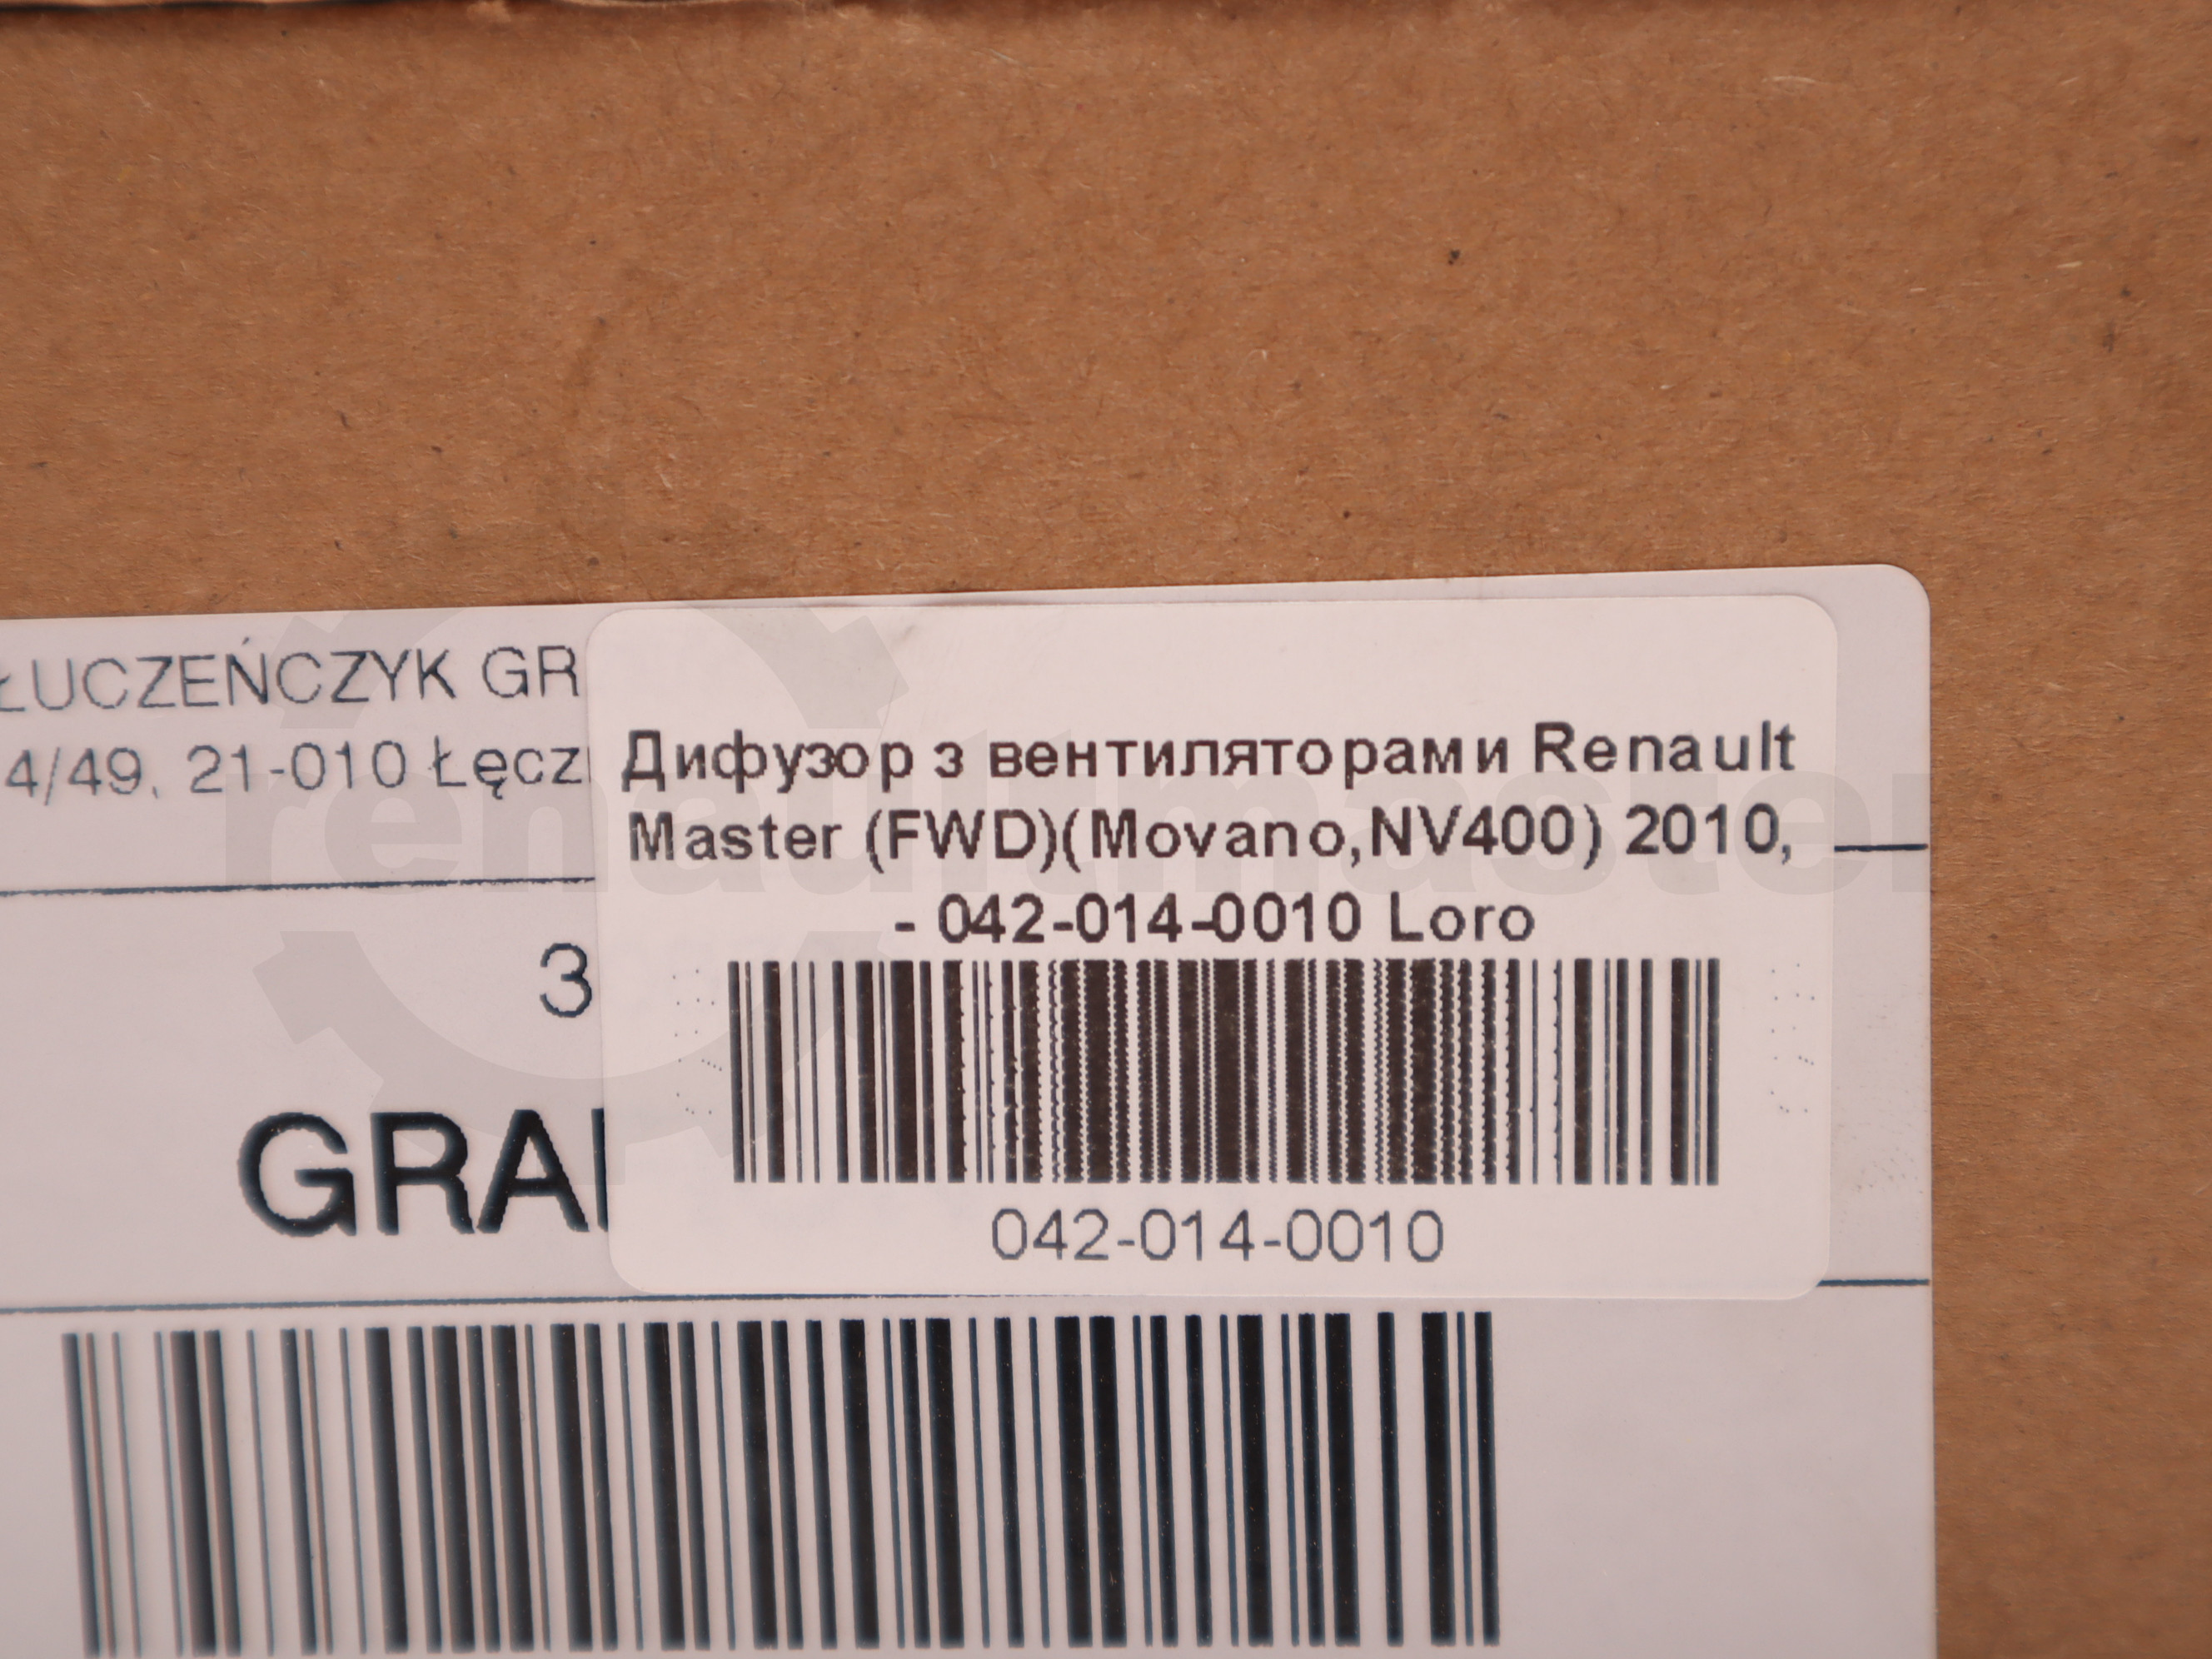 ŁUCZEŃCZYK GR
4/49, 21-010 Łęcz
3
GRA
Дифузор з вентиляторами Renault
Master (FWD)(Movano,NV400) 2010,
- 042-014-0010 Loro
042-014-0010
renaultmaster